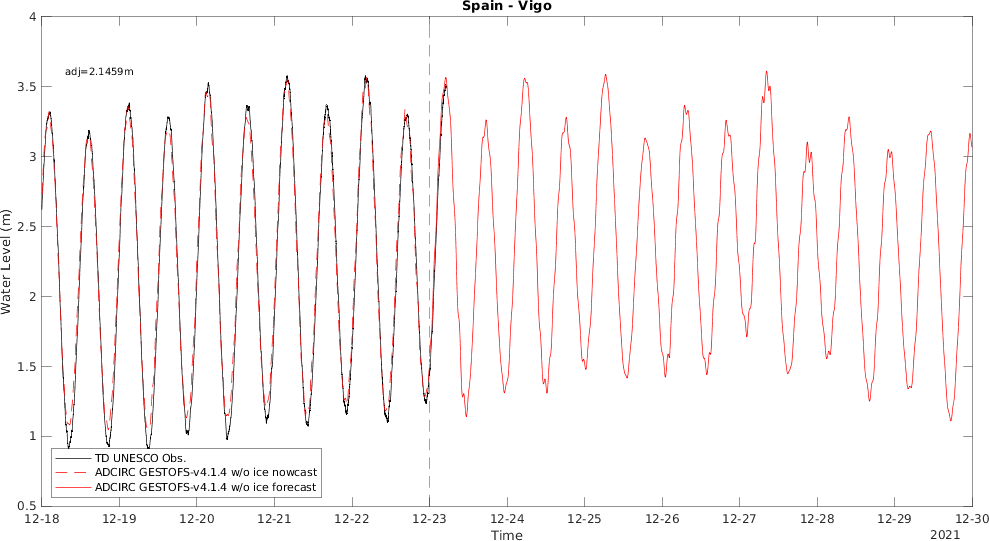 Spain - Vigo
adj=2.1459m
Water Level (m)
4
3.5
3
2.5
2
1.5
1
0.5
TD UNESCO Obs.
ADCIRC GESTOFS-v4.1.4 w/o ice nowcast
ADCIRC GESTOFS-v4.1.4 w/o ice forecast
12-18 12-19 12-20 12-21 12-22 12-23 12-24 12-25 12-26 12-27 12-28 12-29 12-30
Time
2021